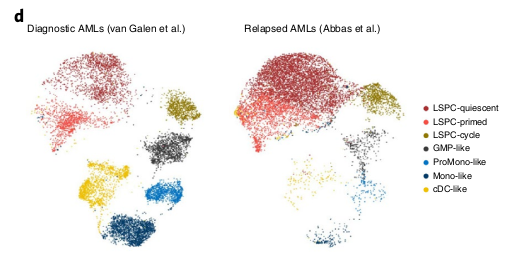 d
Diagnostic AMLs (van Galen et al.)
Relapsed AMLs (Abbas et al.)
LSPC-quiescent
LSPC-primed
LSPC-cycle
GMP-like
ProMono-like
Mono-like
cDC-like